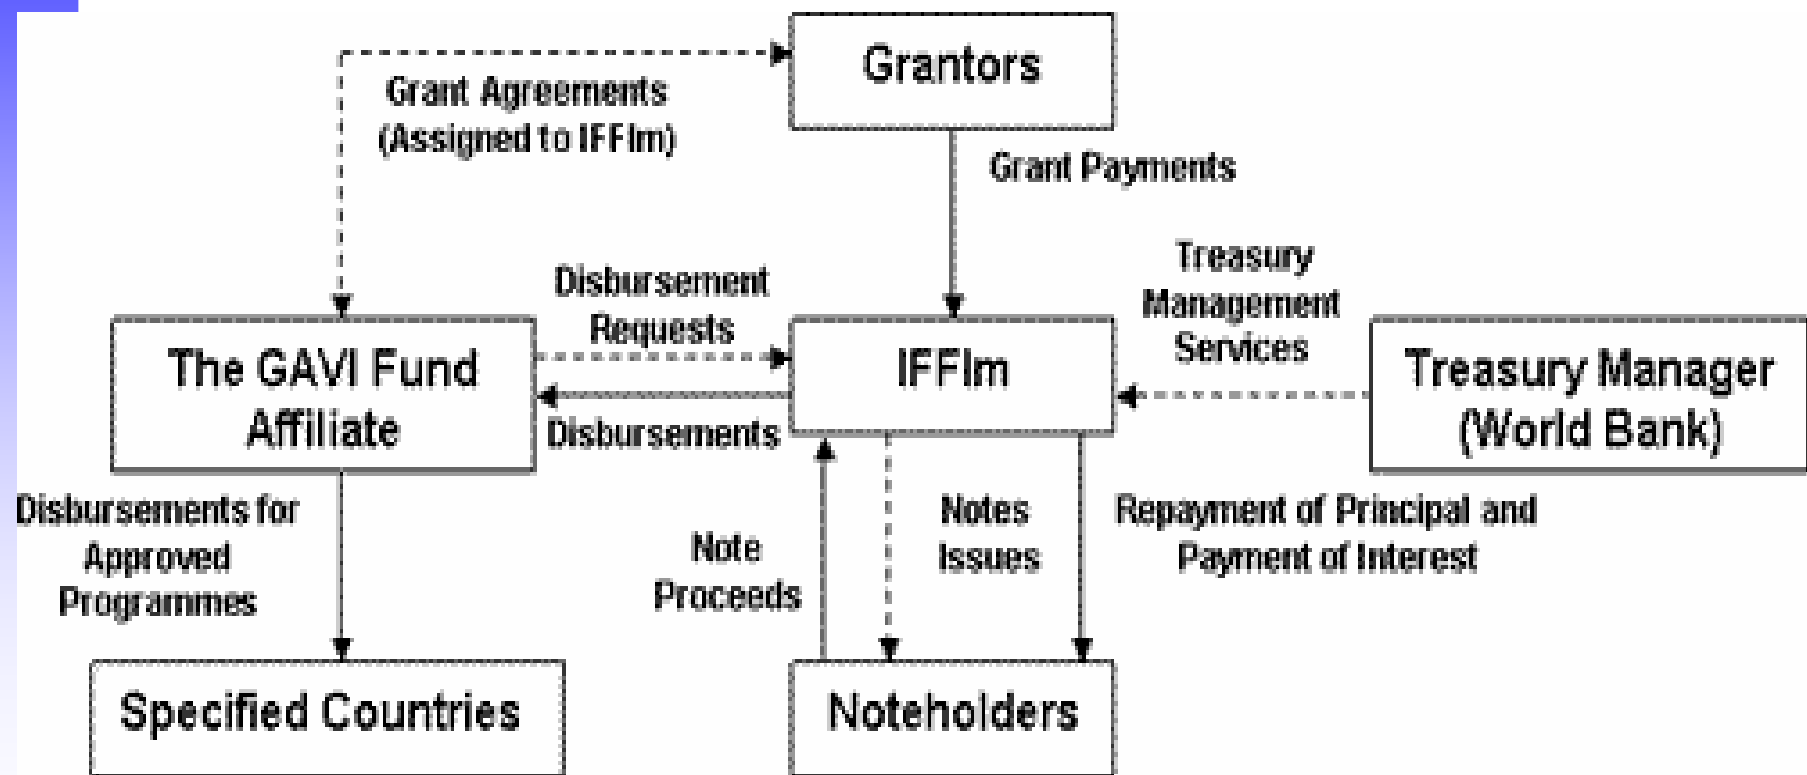 Grantors
Grant Agreements
(Assigned to IFFIm)
Grant Payments
Treasury
Management
Services
Disbursement
Requests
The GAVI Fund
Affiliate
IFFIm
Treasury Manager
(World Bank)
Disbursements
Disbursements for
Approved
Programmes
Note
Proceeds
Notes
Issues
Repayment of Principal and
Payment of Interest
Specified Countries
Noteholders